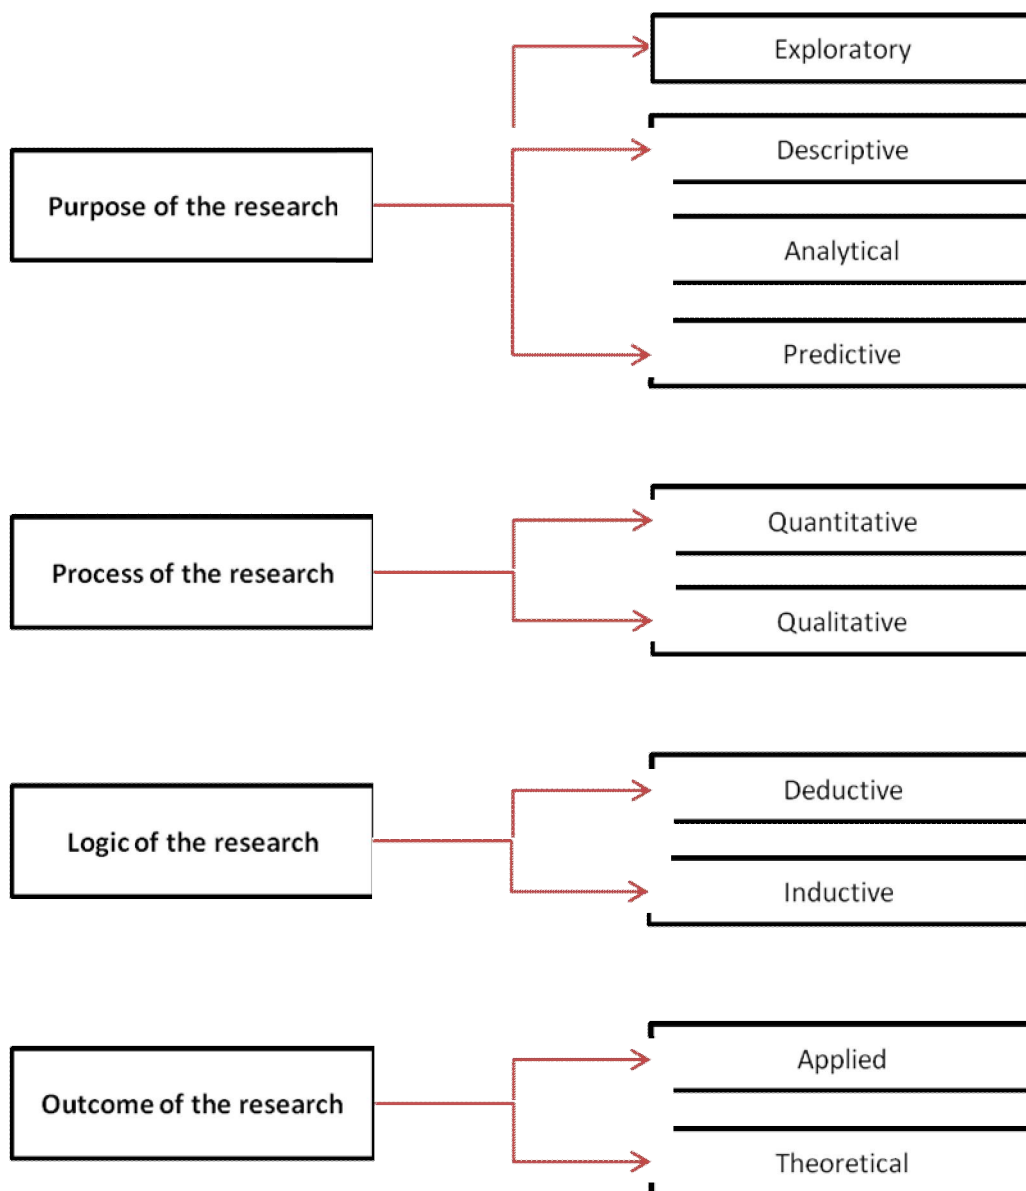 Exploratory
Descriptive
Purpose of the research
Analytical
Predictive
Quantitative
Process of the research
Qualitative
Deductive
Logic of the research
Inductive
Applied
Outcome of the research
Theoretical